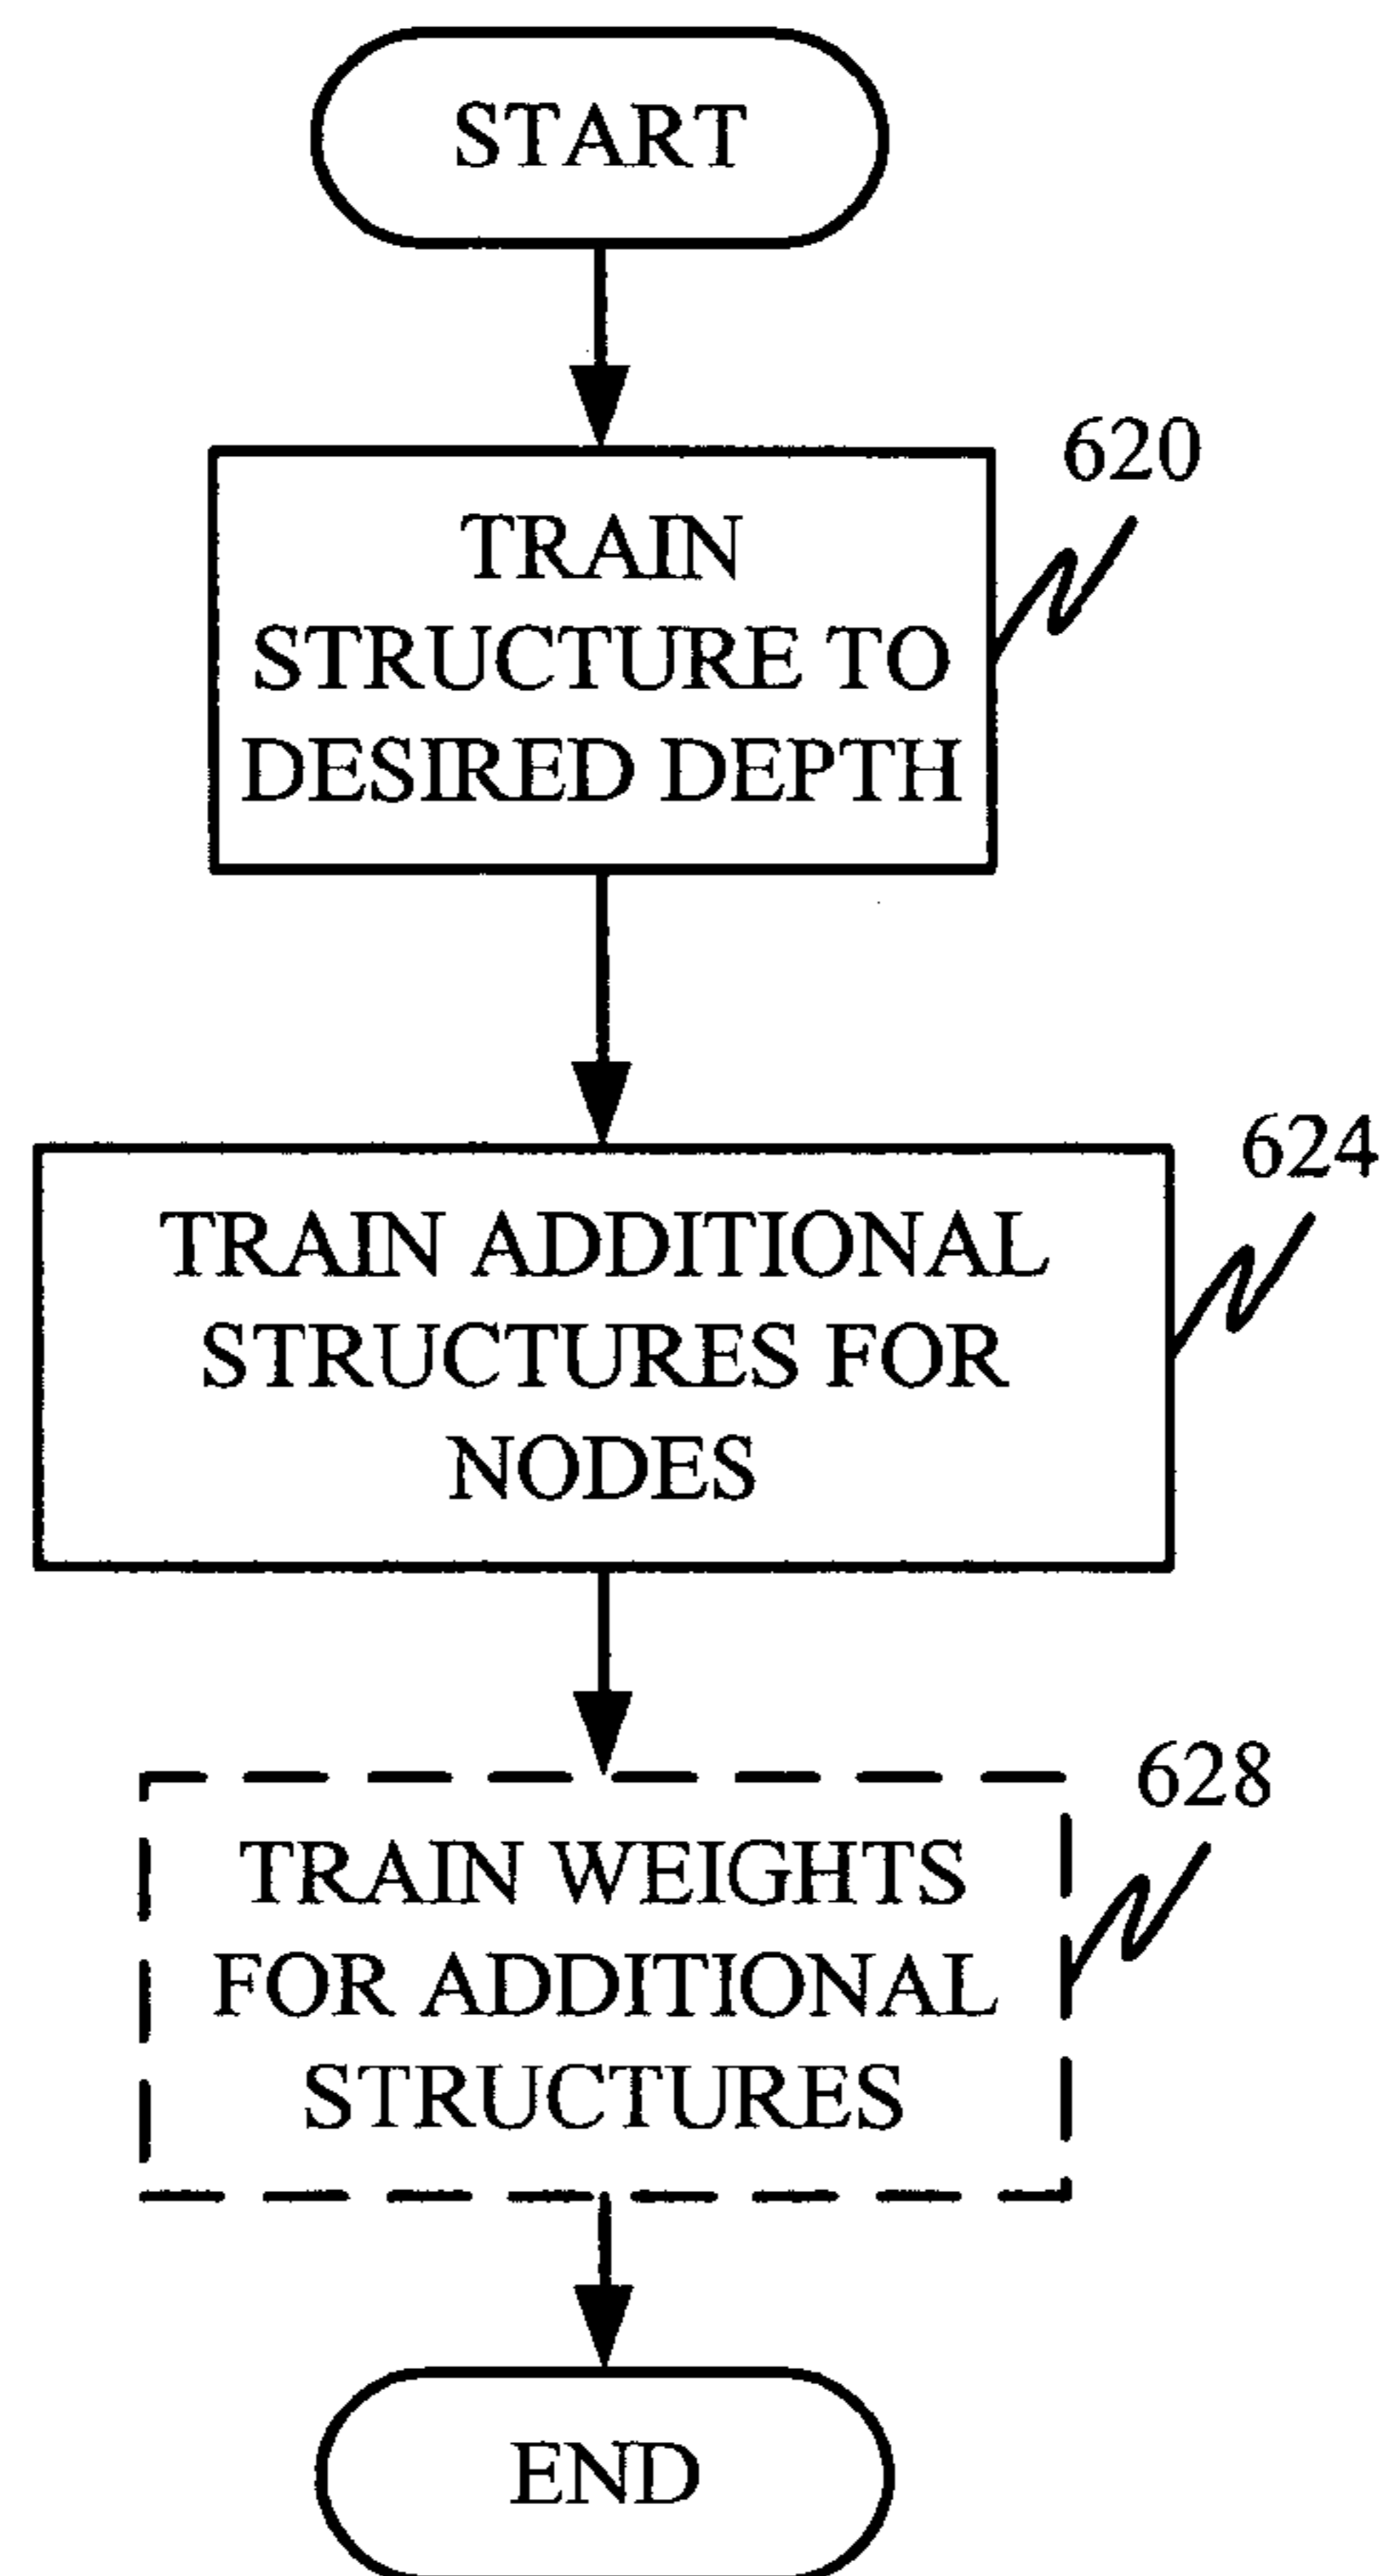 START
620
TRAIN
STRUCTURE TO
DESIRED DEPTH
624
TRAIN ADDITIONAL
STRUCTURES FOR
NODES
628
TRAIN WEIGHTS
FOR ADDITIONAL
STRUCTURES
END